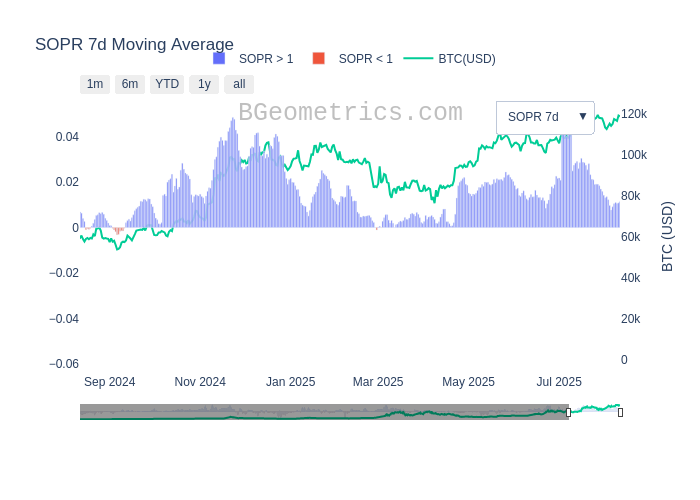 SOPR 7d Moving Average
SOPR > 1
SOPR < 1
BTC(USD)
1m
6m
YTD
1y
all
BGeometrics.com
SOPR 7d
▼
0.04
0.02
0
−0.02
−0.04
−0.06
120k
100k
80k
60k
40k
20k
0
BTC (USD)
Sep 2024
Nov 2024
Jan 2025
Mar 2025
May 2025
Jul 2025